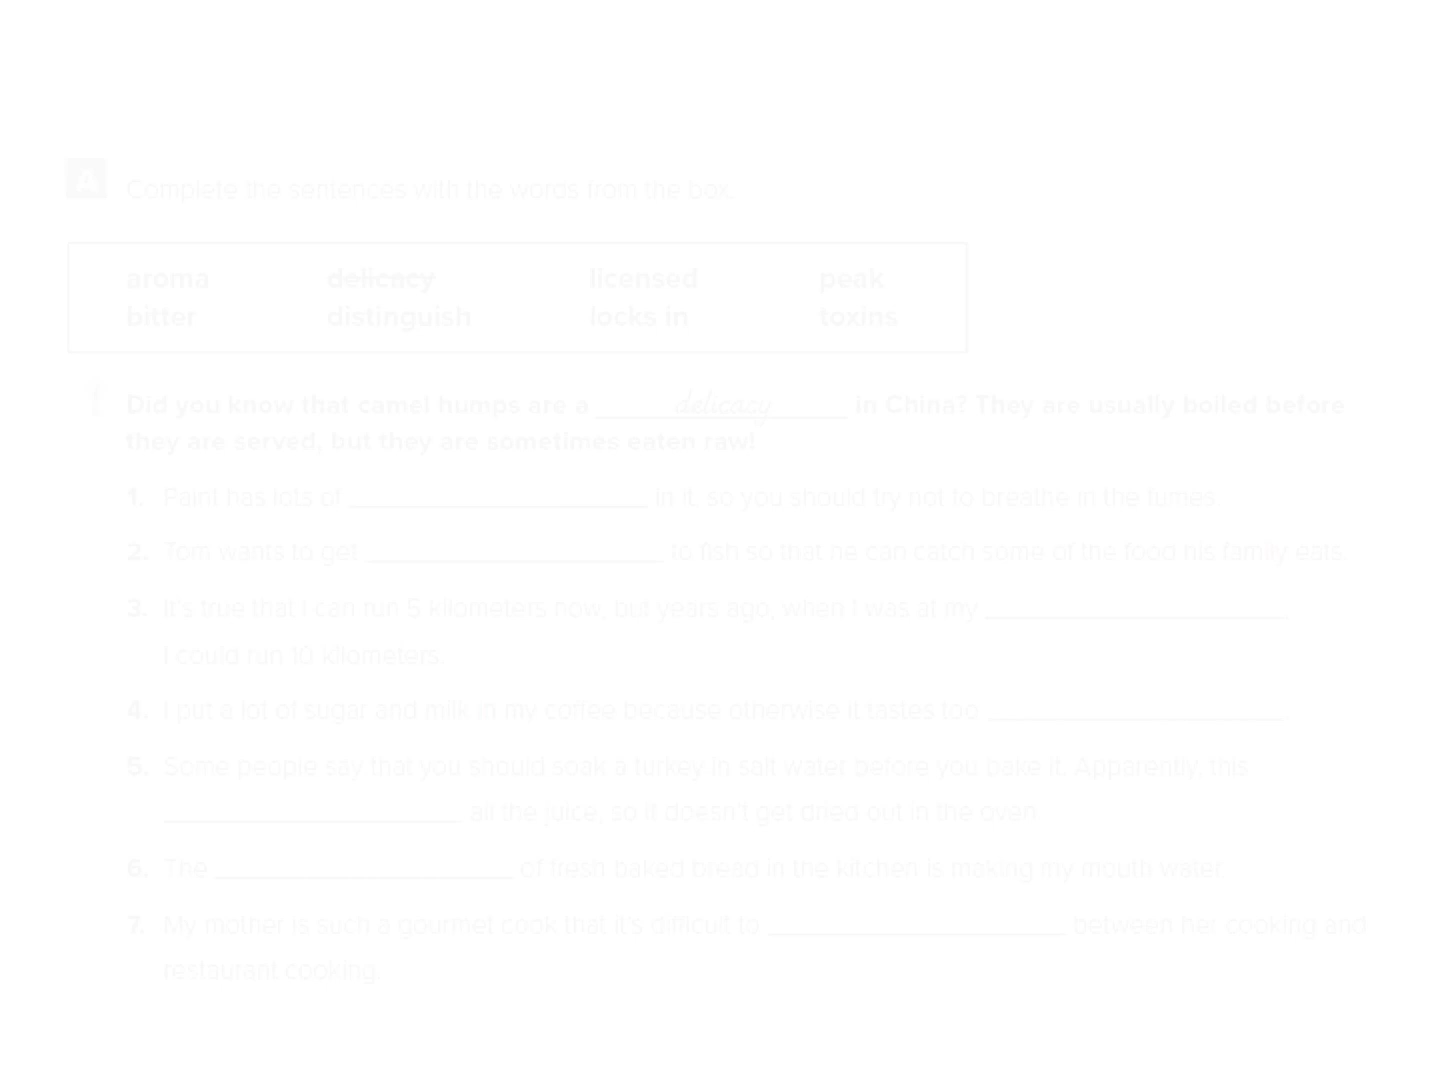 A Complete the sentences with the words from the box.
aroma delicacy licensed peak
bitter distinguish locks in toxins
Did you know that camel humps are a delicacy in China? They are usually boiled before
they are served, but they are sometimes eaten raw!
1. Paint has lots of in it, so you should try not to breathe in the fumes.
2. Tom wants to get to fish so that he can catch some of the food his family eats.
3. It's true that I can run 5 kilometers now, but years ago, when I was at my
I could run 10 kilometers.
4. I put a lot of sugar and milk in my coffee because otherwise it tastes too
5. Some people say that you should soak a turkey in salt water before you bake it. Apparently, this
all the juice, so it doesn't get dried out in the oven.
6. The of fresh baked bread in the kitchen is making my mouth water.
7. My mother is such a gourmet cook that it's difficult to between her cooking and
restaurant cooking.